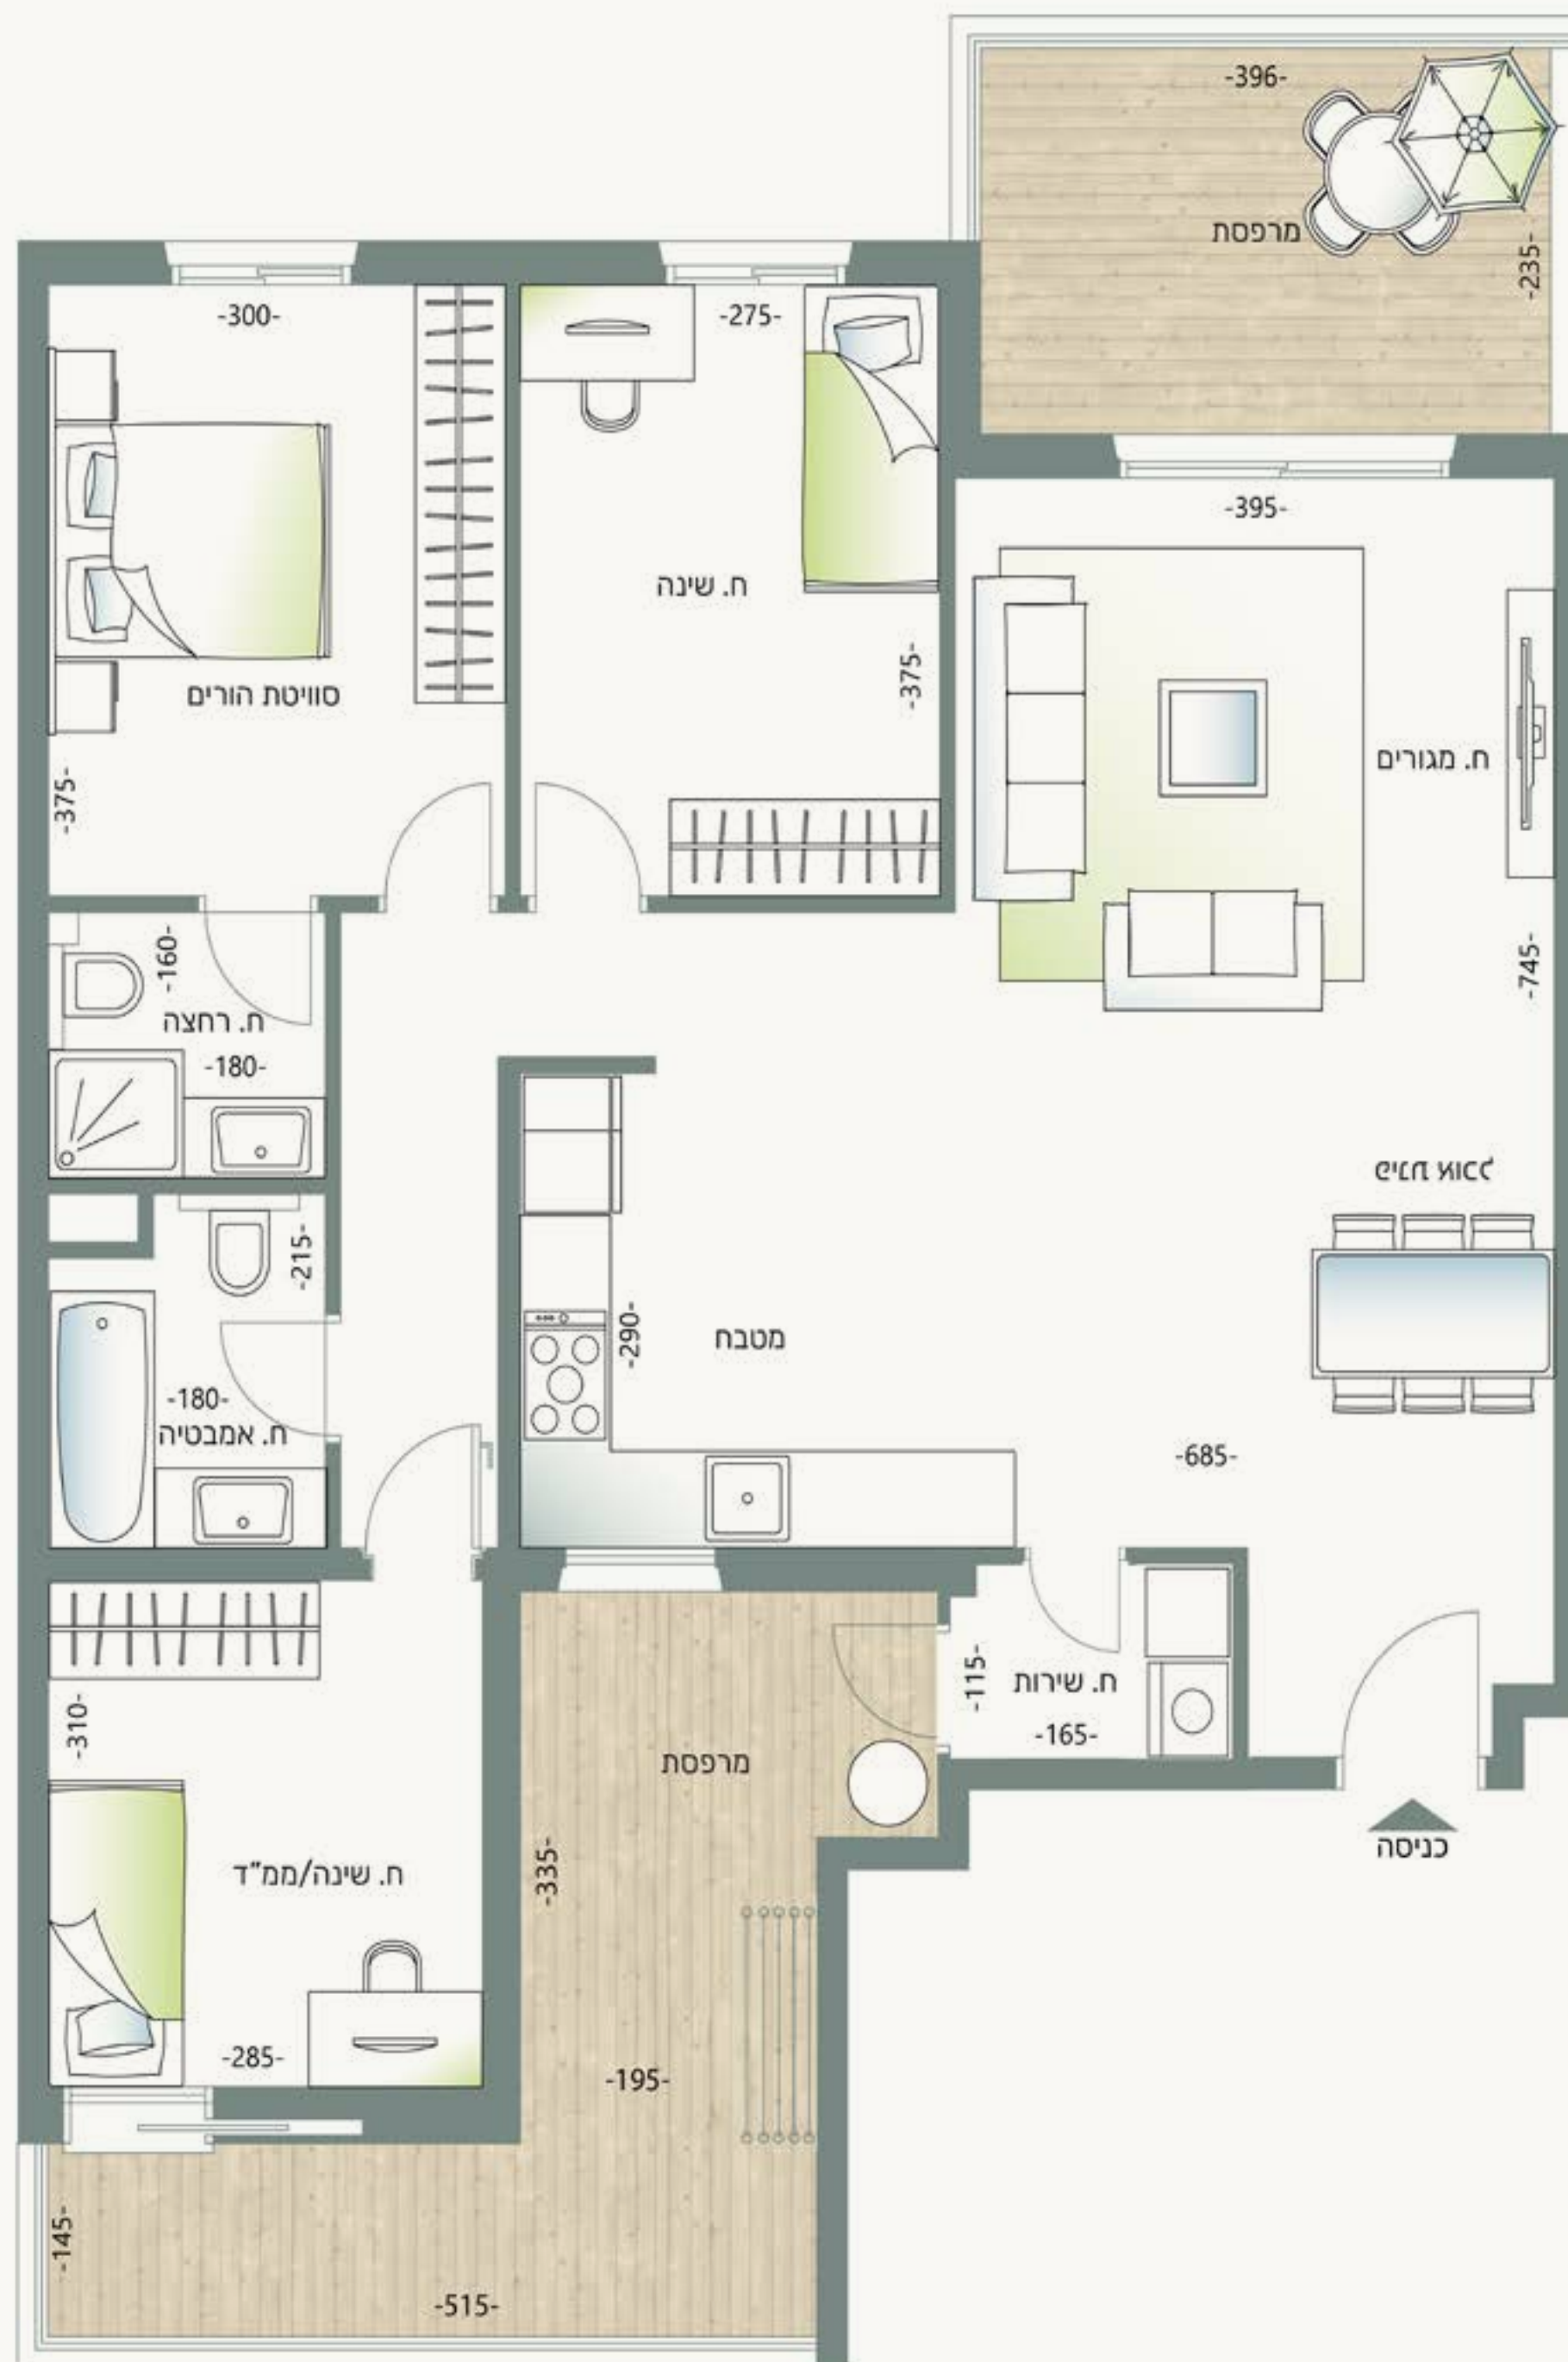 -396-
מרפסת
-235-
-300-
-275-
-395-
ח. שינה
-375-
סוויטת הורים
-375-
ח. מגורים
-745-
-160-
ח. רחצה
-180-
פינת אוכל
-215-
-290-
מטבח
-180-
ח. אמבטיה
-685-
-115-
ח. שירות
-165-
-310-
מרפסת
כניסה
-335-
ח. שינה/ממ"ד
-285-
-195-
-145-
-515-